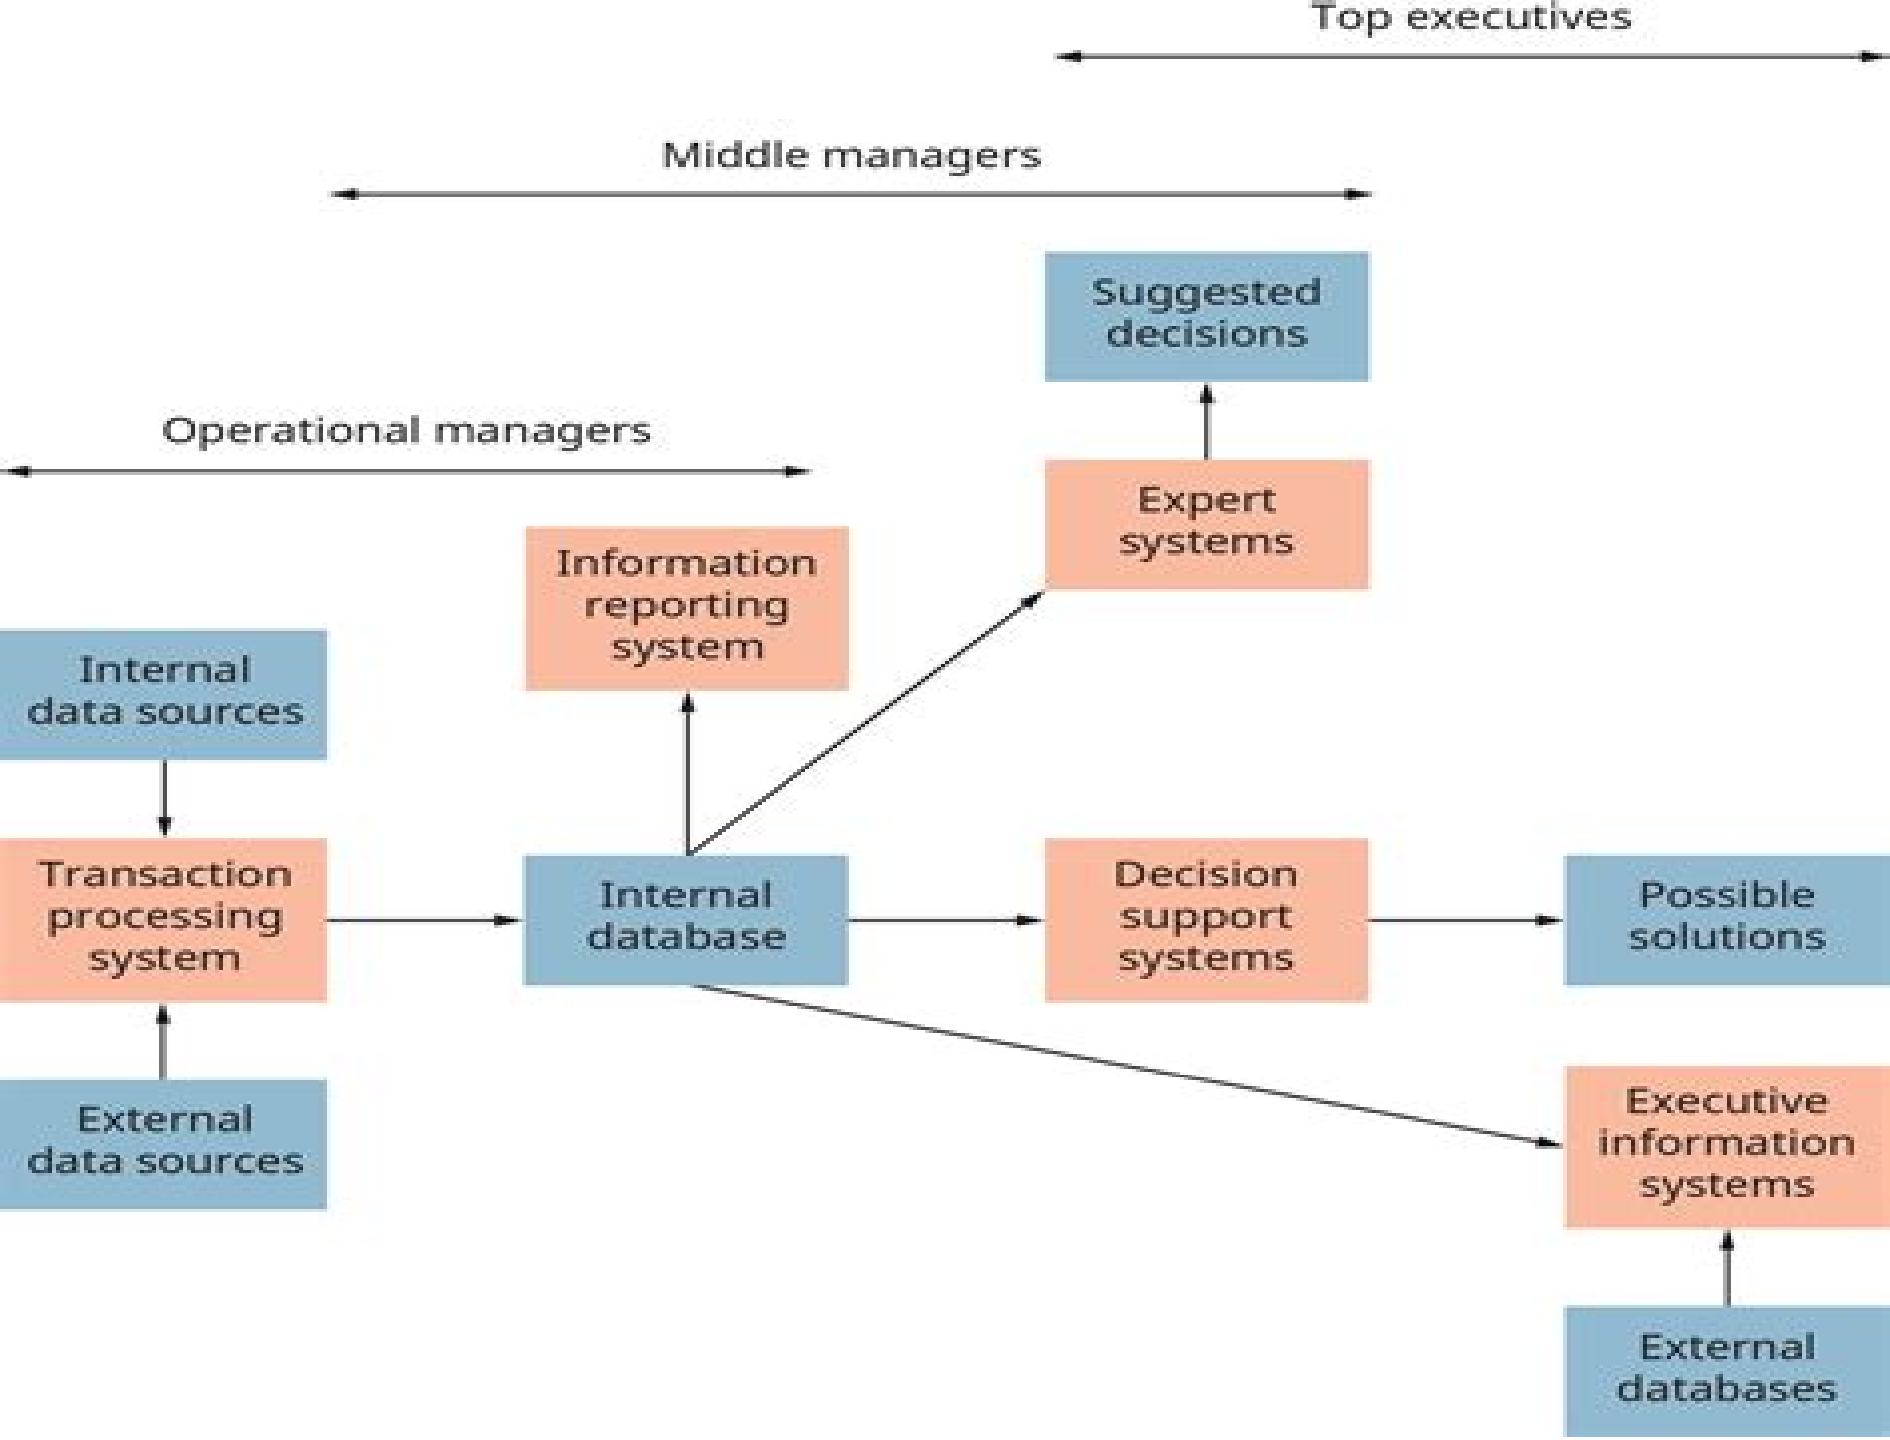 Top executives
Middle managers
Suggested
decisions
Operational managers
Expert
systems
Information
reporting
system
Internal
data sources
Transaction
processing
system
Internal
database
Decision
support
systems
Possible
solutions
External
data sources
Executive
information
systems
External
databases